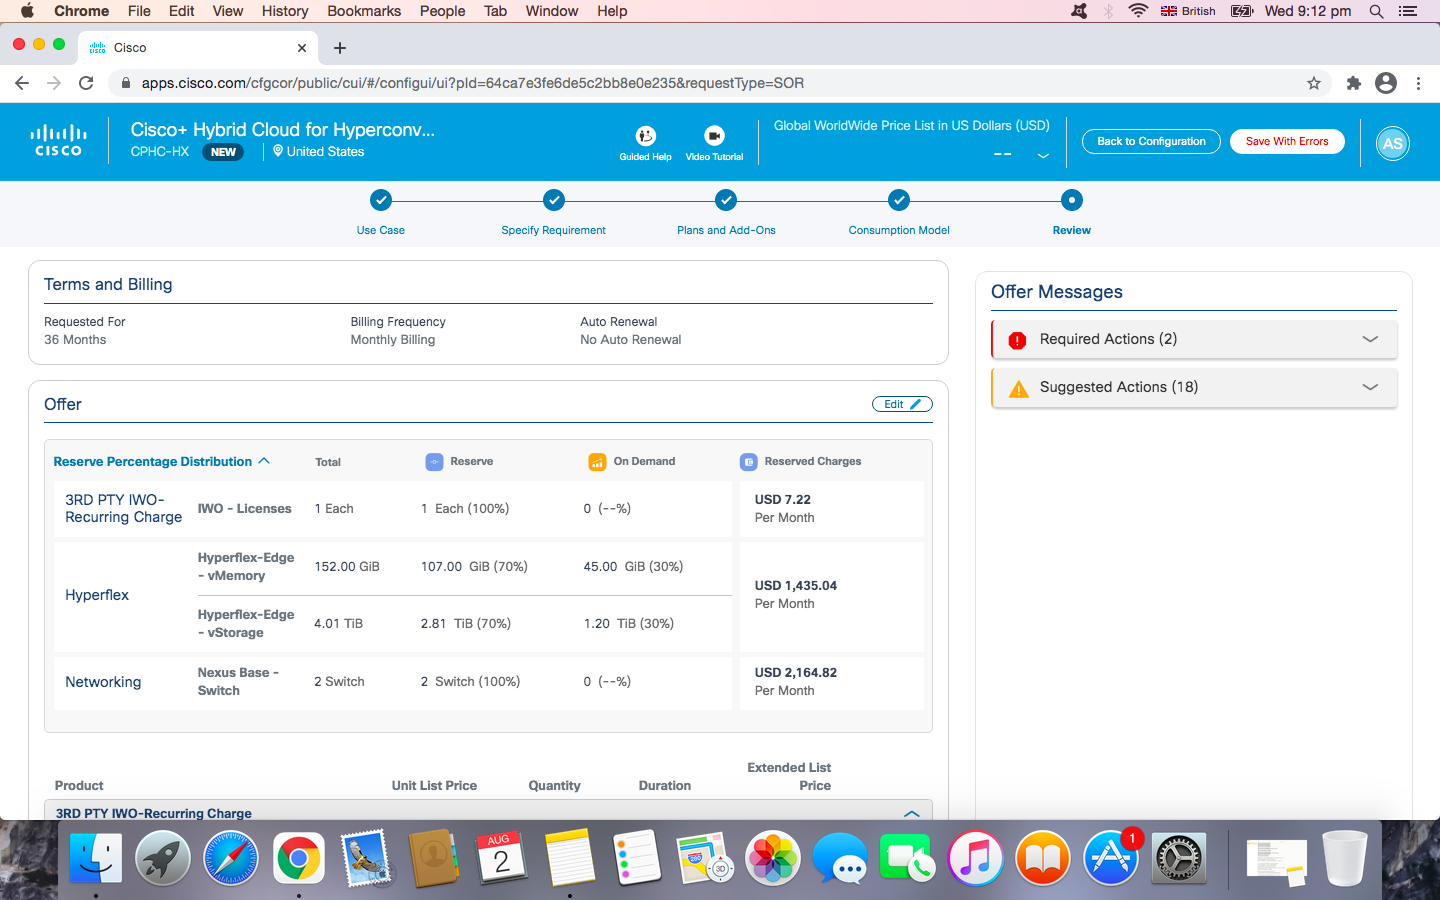 Chrome File Edit View History Bookmarks People Tab Window Help British Wed 9:12 pm
Cisco
apps.cisco.com/cfgcor/public/cui/#/configui/ui?pId=64ca7e3fe6de5c2bb8e0e235&requestType=SOR
CISCO
Cisco+ Hybrid Cloud for Hyperconv...
CPHC-HX NEW United States
Guided Help
Video Tutorial
Global WorldWide Price List in US Dollars (USD)
--
Back to Configuration
Save With Errors
AS
Use Case
Specify Requirement
Plans and Add-Ons
Consumption Model
Review
Terms and Billing
Requested For
36 Months
Billing Frequency
Monthly Billing
Auto Renewal
No Auto Renewal
Offer
Edit
Reserve Percentage Distribution Total Reserve On Demand Reserved Charges
3RD PTY IWO-
Recurring Charge
IWO - Licenses
1 Each
1 Each (100%)
0 (--%)
USD 7.22
Per Month
Hyperflex
Hyperflex-Edge
- vMemory
152.00 GiB
107.00 GiB (70%)
45.00 GiB (30%)
Hyperflex-Edge
- vStorage
4.01 TiB
2.81 TiB (70%)
1.20 TiB (30%)
USD 1,435.04
Per Month
Networking
Nexus Base -
Switch
2 Switch
2 Switch (100%)
0 (--%)
USD 2,164.82
Per Month
Product
Unit List Price
Quantity
Duration
Extended List
Price
3RD PTY IWO-Recurring Charge
Offer Messages
Required Actions (2)
Suggested Actions (18)
AUG
2
280
3D
1